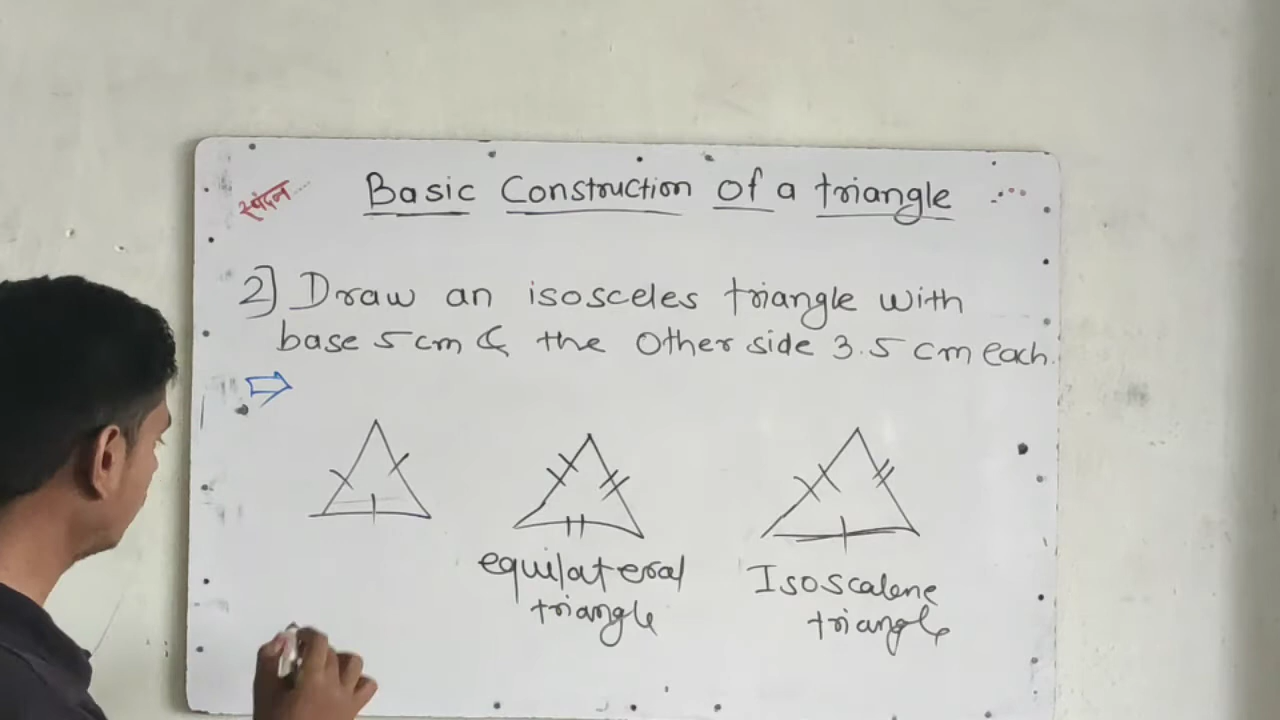 स्पंदन
Basic Construction of a triangle
2] Draw an isosceles triangle with
base 5 cm & the other side 3.5 cm each.
equilateral
triangle
Isoscalene
triangle